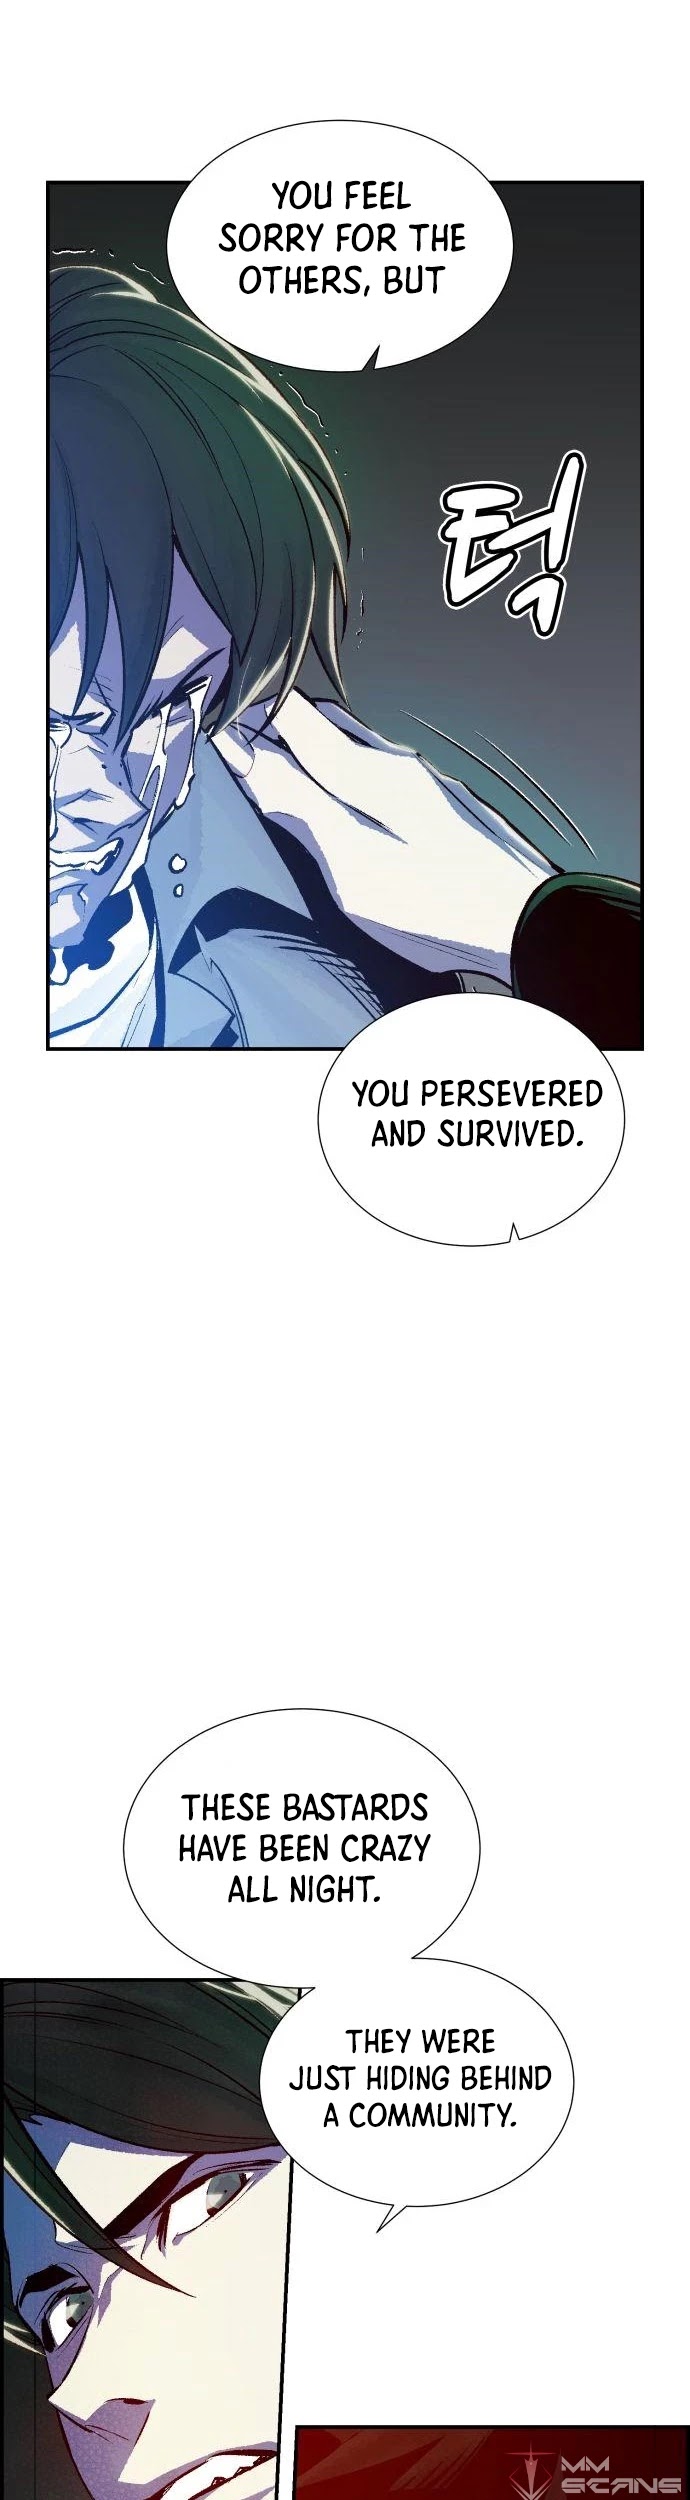 YOU FEEL
SORRY FOR THE
OTHERS, BUT
턱
YOU PERSEVERED
AND SURVIVED.
THESE BASTARDS
HAVE BEEN CRAZY
ALL NIGHT.
THEY WERE
JUST HIDING BEHIND
A COMMUNITY.
MM
SCANS